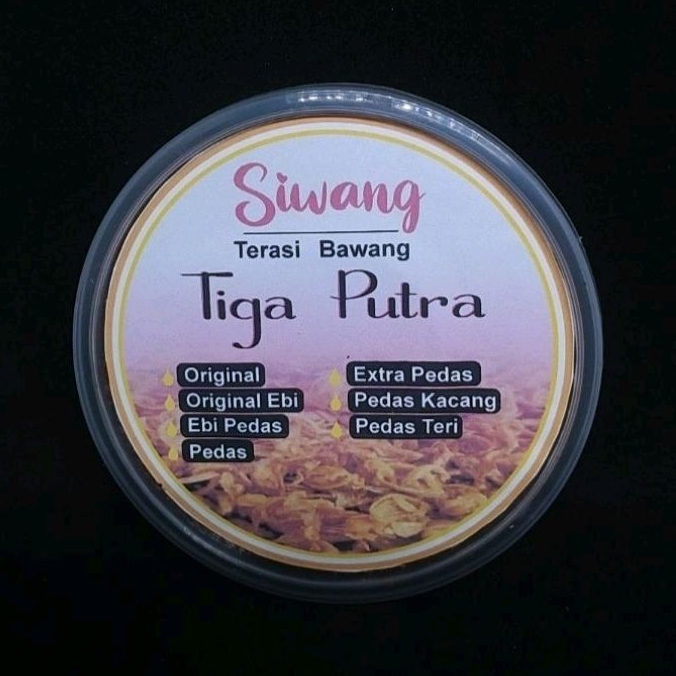 Siwang
Terasi Bawang
Tiga Putra
Original
Original Ebi
Ebi Pedas
Pedas
Extra Pedas
Pedas Kacang
Pedas Teri